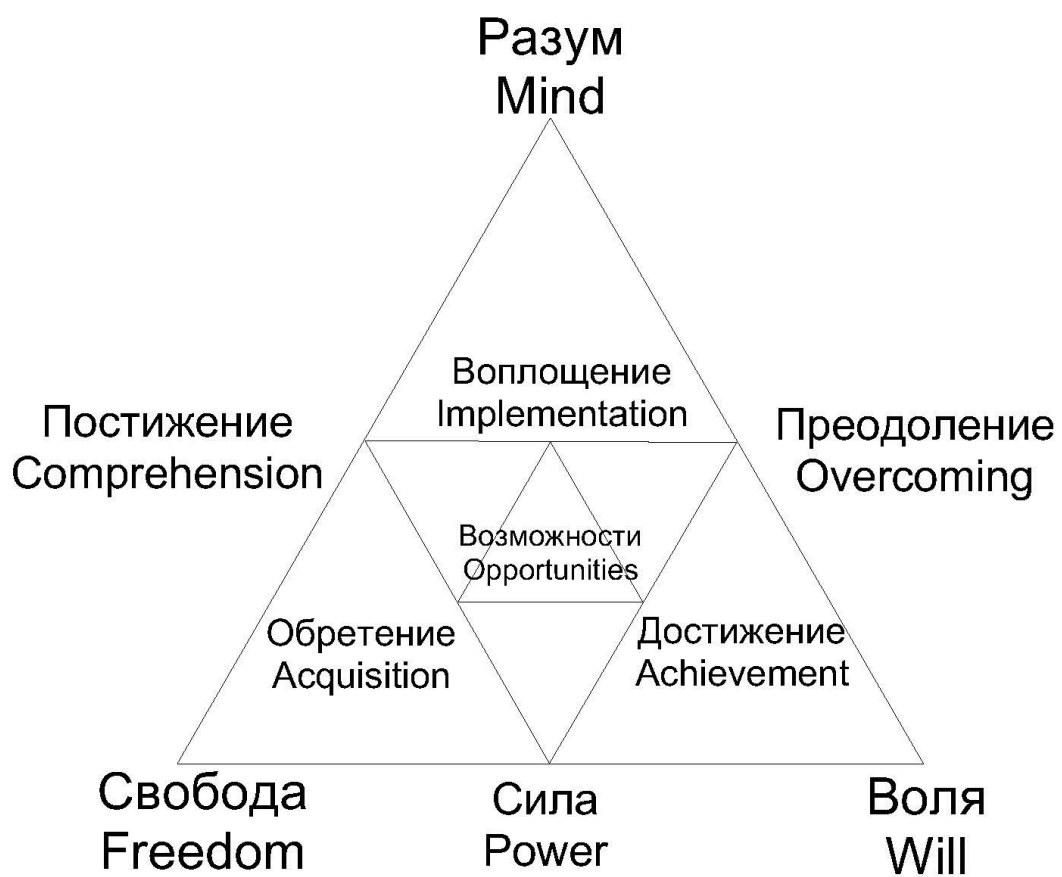 Разум
Mind
Воплощение
Implementation
Постижение
Comprehension
Преодоление
Overcoming
Возможности
Opportunities
Обретение
Acquisition
Достижение
Achievement
Свобода
Freedom
Сила
Power
Воля
Will